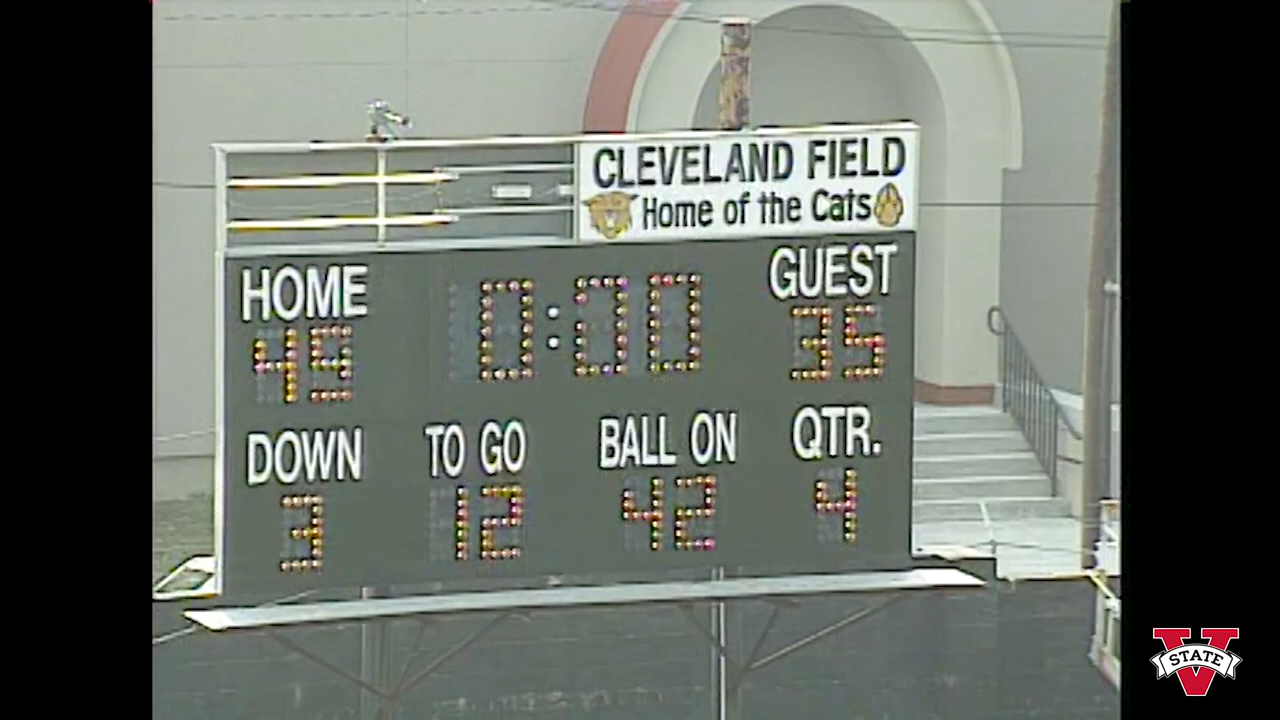 CLEVELAND FIELD
Home of the Cats
HOME 0:00 GUEST
45 35
DOWN TO GO BALL ON QTR.
3 12 42 4
V
STATE